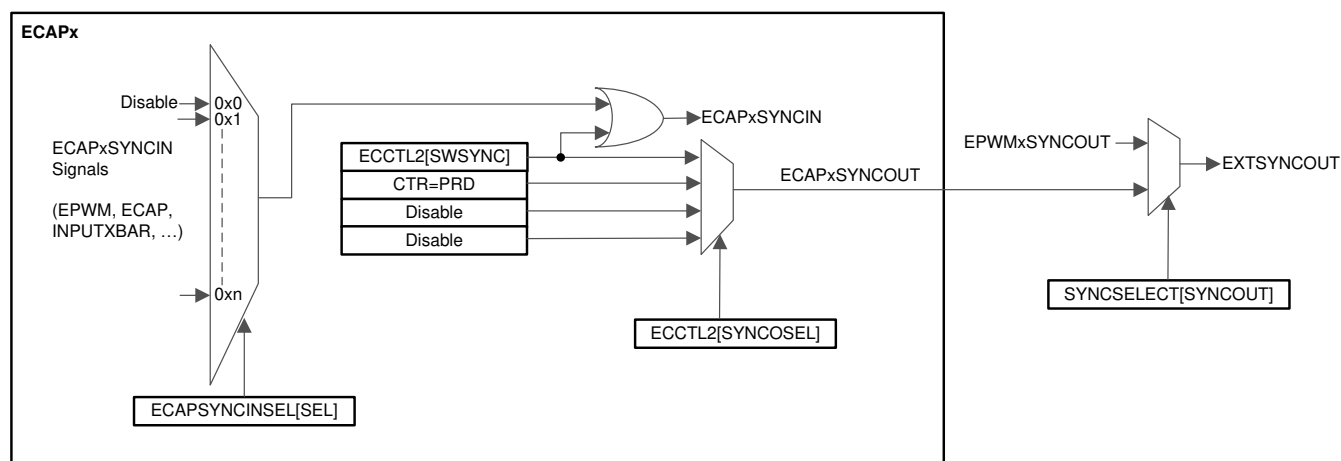 ECAPx
Disable
0x0
0x1
ECAPxSYNCIN
Signals
(EPWM, ECAP,
INPUTXBAR, …)
0xn
ECAPSYNCINSEL[SEL]
ECAPxSYNCIN
ECCTL2[SWSYNC]
CTR=PRD
Disable
Disable
ECAPxSYNCOUT
ECCTL2[SYNCOSEL]
EPWMxSYNCOUT
EXTSYNCOUT
SYNCSELECT[SYNCOUT]